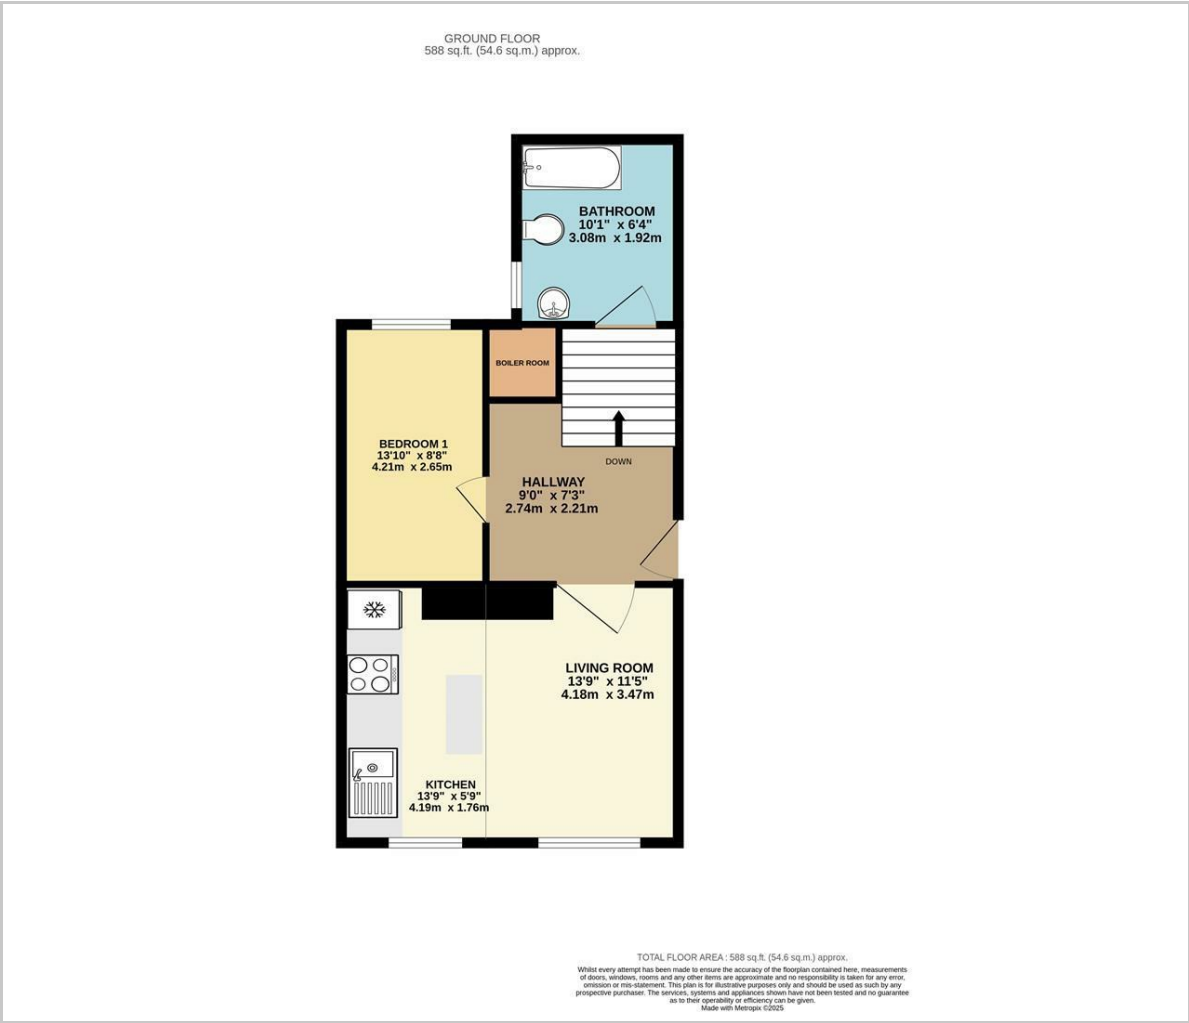 GROUND FLOOR
588 sq.ft. (54.6 sq.m.) approx.
BATHROOM
10'1" x 6'4"
3.08m x 1.92m
BOILER ROOM
BEDROOM 1
13'10" x 8'8"
4.21m x 2.65m
DOWN
HALLWAY
9'0" x 7'3"
2.74m x 2.21m
LIVING ROOM
13'9" x 11'5"
4.18m x 3.47m
KITCHEN
13'9" x 5'9"
4.19m x 1.76m
TOTAL FLOOR AREA : 588 sq.ft. (54.6 sq.m.) approx.
Whilst every attempt has been made to ensure the accuracy of the floorplan contained here, measurements
of doors, windows, rooms and any other items are approximate and no responsibility is taken for any error,
omission or mis-statement. This plan is for illustrative purposes only and should be used as such by any
prospective purchaser. The services, systems and appliances shown have not been tested and no guarantee
as to their operability or efficiency can be given.
Made with Metropix ©2025